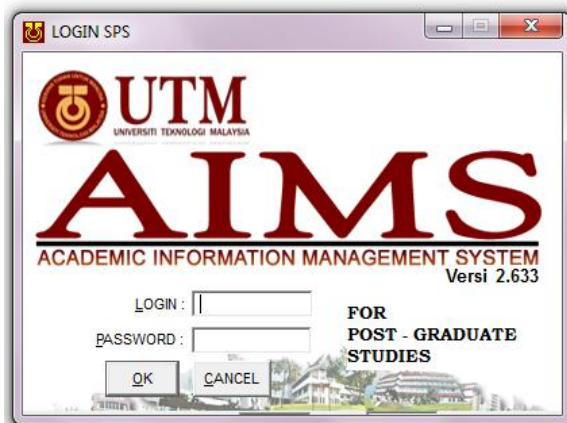 LOGIN SPS
UTM
UNIVERSITI TEKNOLOGI MALAYSIA
AIMS
ACADEMIC INFORMATION MANAGEMENT SYSTEM
Versi 2.633
LOGIN :
PASSWORD :
FOR
POST - GRADUATE
STUDIES
OK
CANCEL